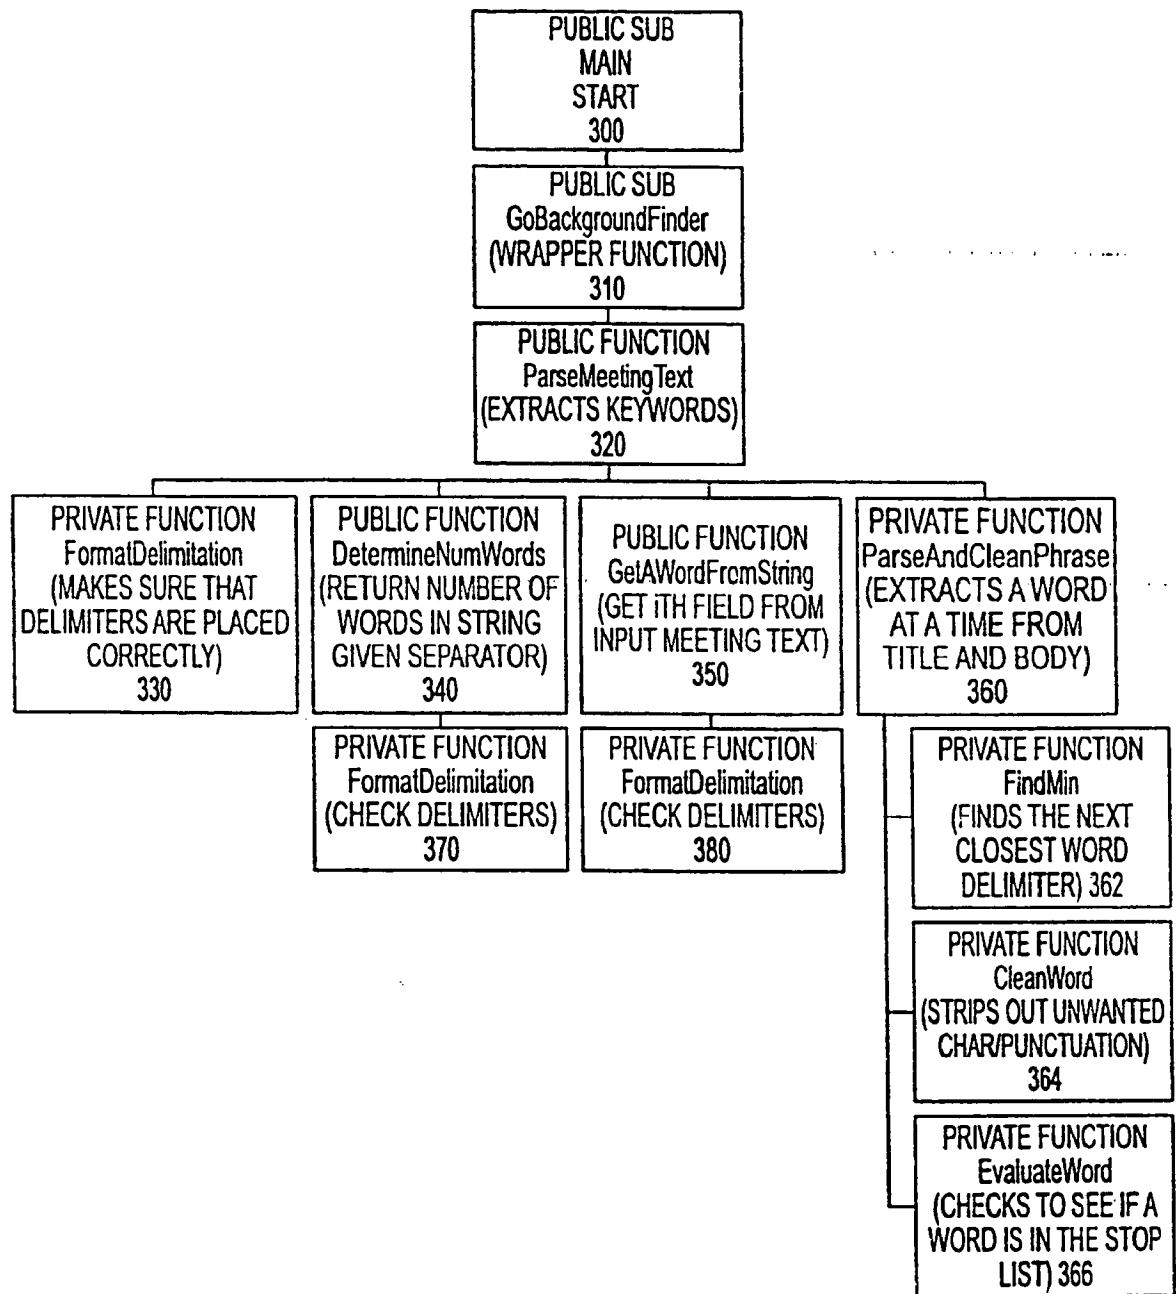 PUBLIC SUB
MAIN
START
300
PUBLIC SUB
GoBackgroundFinder
(WRAPPER FUNCTION)
310
PUBLIC FUNCTION
ParseMeetingText
(EXTRACTS KEYWORDS)
320
PRIVATE FUNCTION
FormatDelimitation
(MAKES SURE THAT
DELIMITERS ARE PLACED
CORRECTLY)
330
PUBLIC FUNCTION
DetermineNumWords
(RETURN NUMBER OF
WORDS IN STRING
GIVEN SEPARATOR)
340
PUBLIC FUNCTION
GetAWordFromString
(GET iTH FIELD FROM
INPUT MEETING TEXT)
350
PRIVATE FUNCTION
ParseAndCleanPhrase
(EXTRACTS A WORD
AT A TIME FROM
TITLE AND BODY)
360
PRIVATE FUNCTION
FormatDelimitation
(CHECK DELIMITERS)
370
PRIVATE FUNCTION
FormatDelimitation
(CHECK DELIMITERS)
380
PRIVATE FUNCTION
FindMin
(FINDS THE NEXT
CLOSEST WORD
DELIMITER) 362
PRIVATE FUNCTION
CleanWord
(STRIPS OUT UNWANTED
CHAR/PUNCTUATION)
364
PRIVATE FUNCTION
EvaluateWord
(CHECKS TO SEE IF A
WORD IS IN THE STOP
LIST) 366